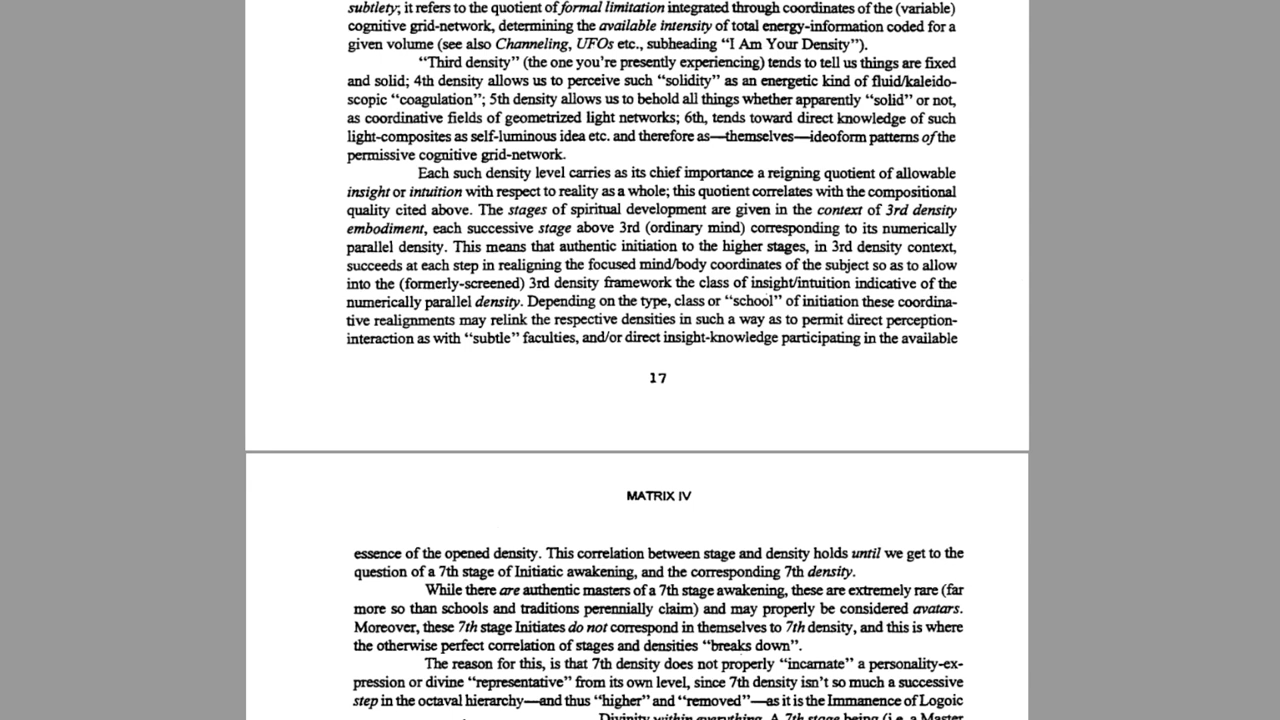 subtlety; it refers to the quotient of formal limitation integrated through coordinates of the (variable)
cognitive grid-network, determining the available intensity of total energy-information coded for a
given volume (see also Channeling, UFOs etc., subheading “I Am Your Density”).
“Third density” (the one you’re presently experiencing) tends to tell us things are fixed
and solid; 4th density allows us to perceive such “solidity” as an energetic kind of fluid/kaleido-
scopic “coagulation”; 5th density allows us to behold all things whether apparently “solid” or not,
as coordinative fields of geometrized light networks; 6th, tends toward direct knowledge of such
light-composites as self-luminous idea etc. and therefore as—themselves—ideoform patterns of the
permissive cognitive grid-network.
Each such density level carries as its chief importance a reigning quotient of allowable
insight or intuition with respect to reality as a whole; this quotient correlates with the compositional
quality cited above. The stages of spiritual development are given in the context of 3rd density
embodiment, each successive stage above 3rd (ordinary mind) corresponding to its numerically
parallel density. This means that authentic initiation to the higher stages, in 3rd density context,
succeeds at each step in realigning the focused mind/body coordinates of the subject so as to allow
into the (formerly-screened) 3rd density framework the class of insight/intuition indicative of the
numerically parallel density. Depending on the type, class or “school” of initiation these coordina-
tive realignments may relink the respective densities in such a way as to permit direct perception-
interaction as with “subtle” faculties, and/or direct insight-knowledge participating in the available
17
MATRIX IV
essence of the opened density. This correlation between stage and density holds until we get to the
question of a 7th stage of Initiatic awakening, and the corresponding 7th density.
While there are authentic masters of a 7th stage awakening, these are extremely rare (far
more so than schools and traditions perennially claim) and may properly be considered avatars.
Moreover, these 7th stage Initiates do not correspond in themselves to 7th density, and this is where
the otherwise perfect correlation of stages and densities “breaks down”.
The reason for this, is that 7th density does not properly “incarnate” a personality-ex-
pression or divine “representative” from its own level, since 7th density isn’t so much a successive
step in the octaval hierarchy—and thus “higher” and “removed”—as it is the Immanence of Logoic
Divinity within everything. A 7th stage being (i.e. a Master